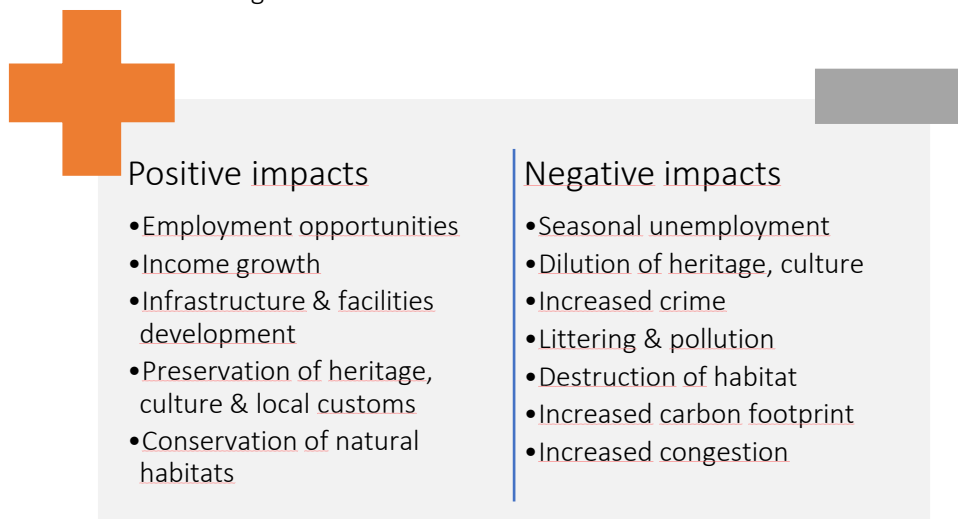 Positive impacts
•Employment opportunities
•Income growth
•Infrastructure & facilities
development
•Preservation of heritage,
culture & local customs
•Conservation of natural
habitats
Negative impacts
•Seasonal unemployment
•Dilution of heritage, culture
•Increased crime
•Littering & pollution
•Destruction of habitat
•Increased carbon footprint
•Increased congestion